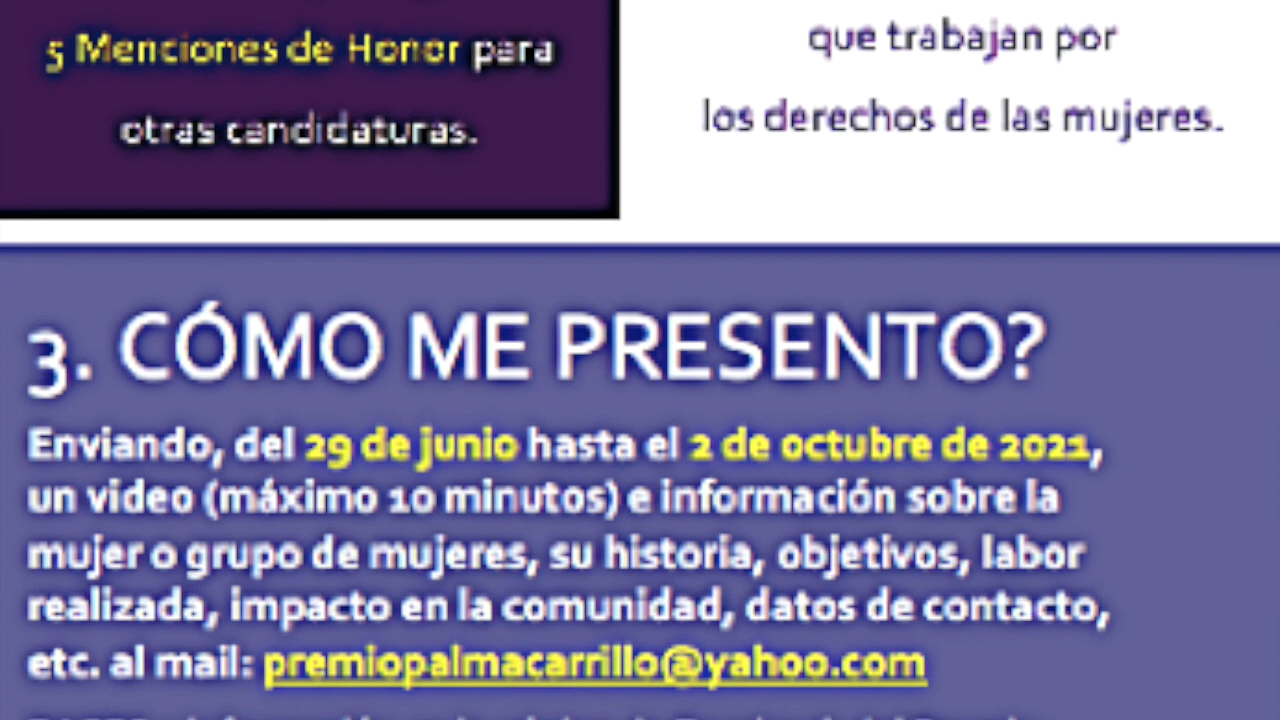 5 Menciones de Honor para
otras candidaturas.
que trabajan por
los derechos de las mujeres.
3. CÓMO ME PRESENTO?
Enviando, del 29 de junio hasta el 2 de octubre de 2021,
un video (máximo 10 minutos) e información sobre la
mujer o grupo de mujeres, su historia, objetivos, labor
realizada, impacto en la comunidad, datos de contacto,
etc. al mail: premiopalmacarrillo@yahoo.com